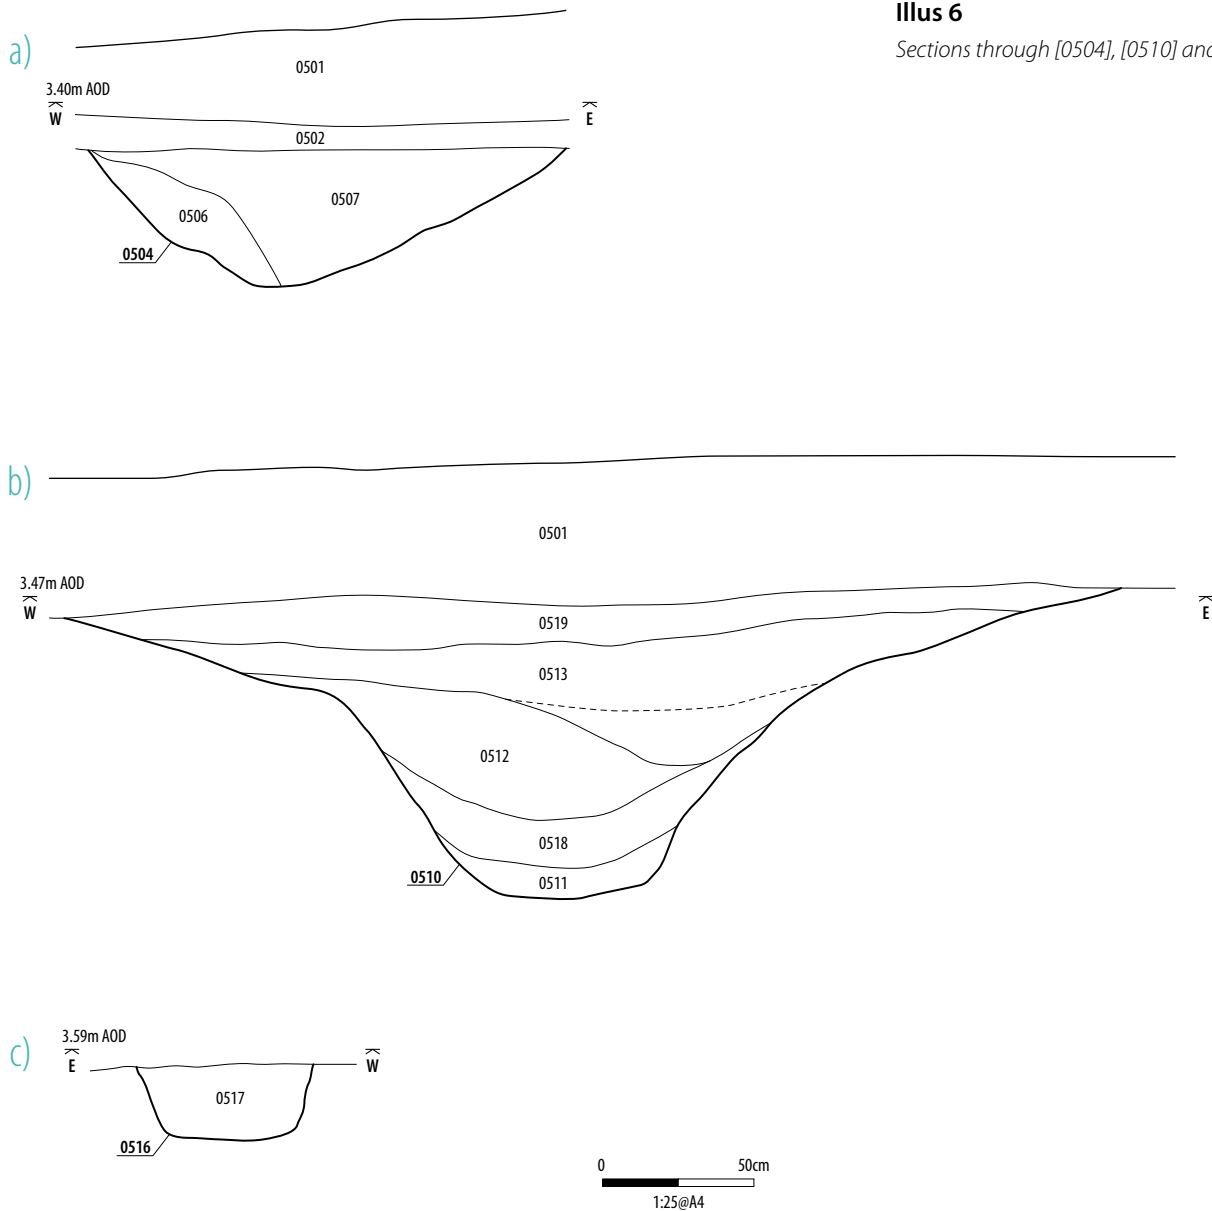 Illus 6
Sections through [0504], [0510] and
a)
0501
3.40m AOD
W
E
0502
0507
0506
0504
b)
0501
3.47m AOD
W
E
0519
0513
0512
0518
0510
0511
c)
3.59m AOD
E
W
0517
0516
0 50cm
1:25@A4